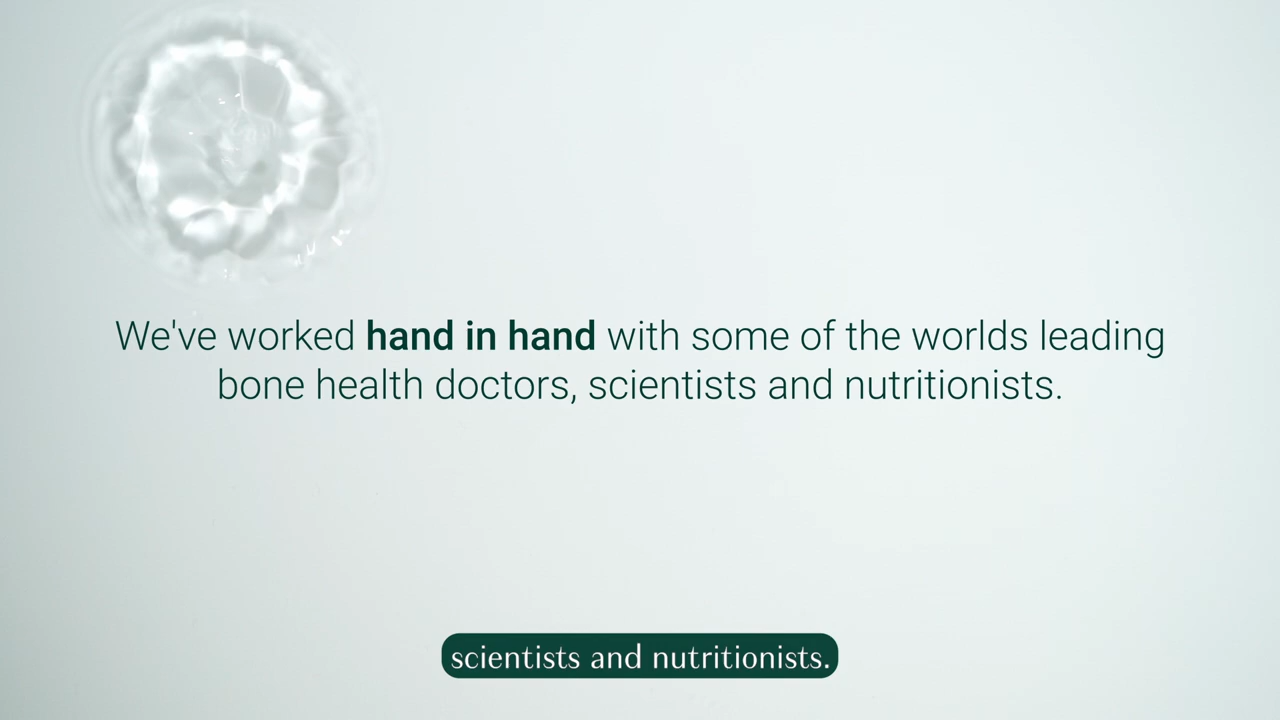 We've worked hand in hand with some of the worlds leading
bone health doctors, scientists and nutritionists.
scientists and nutritionists.